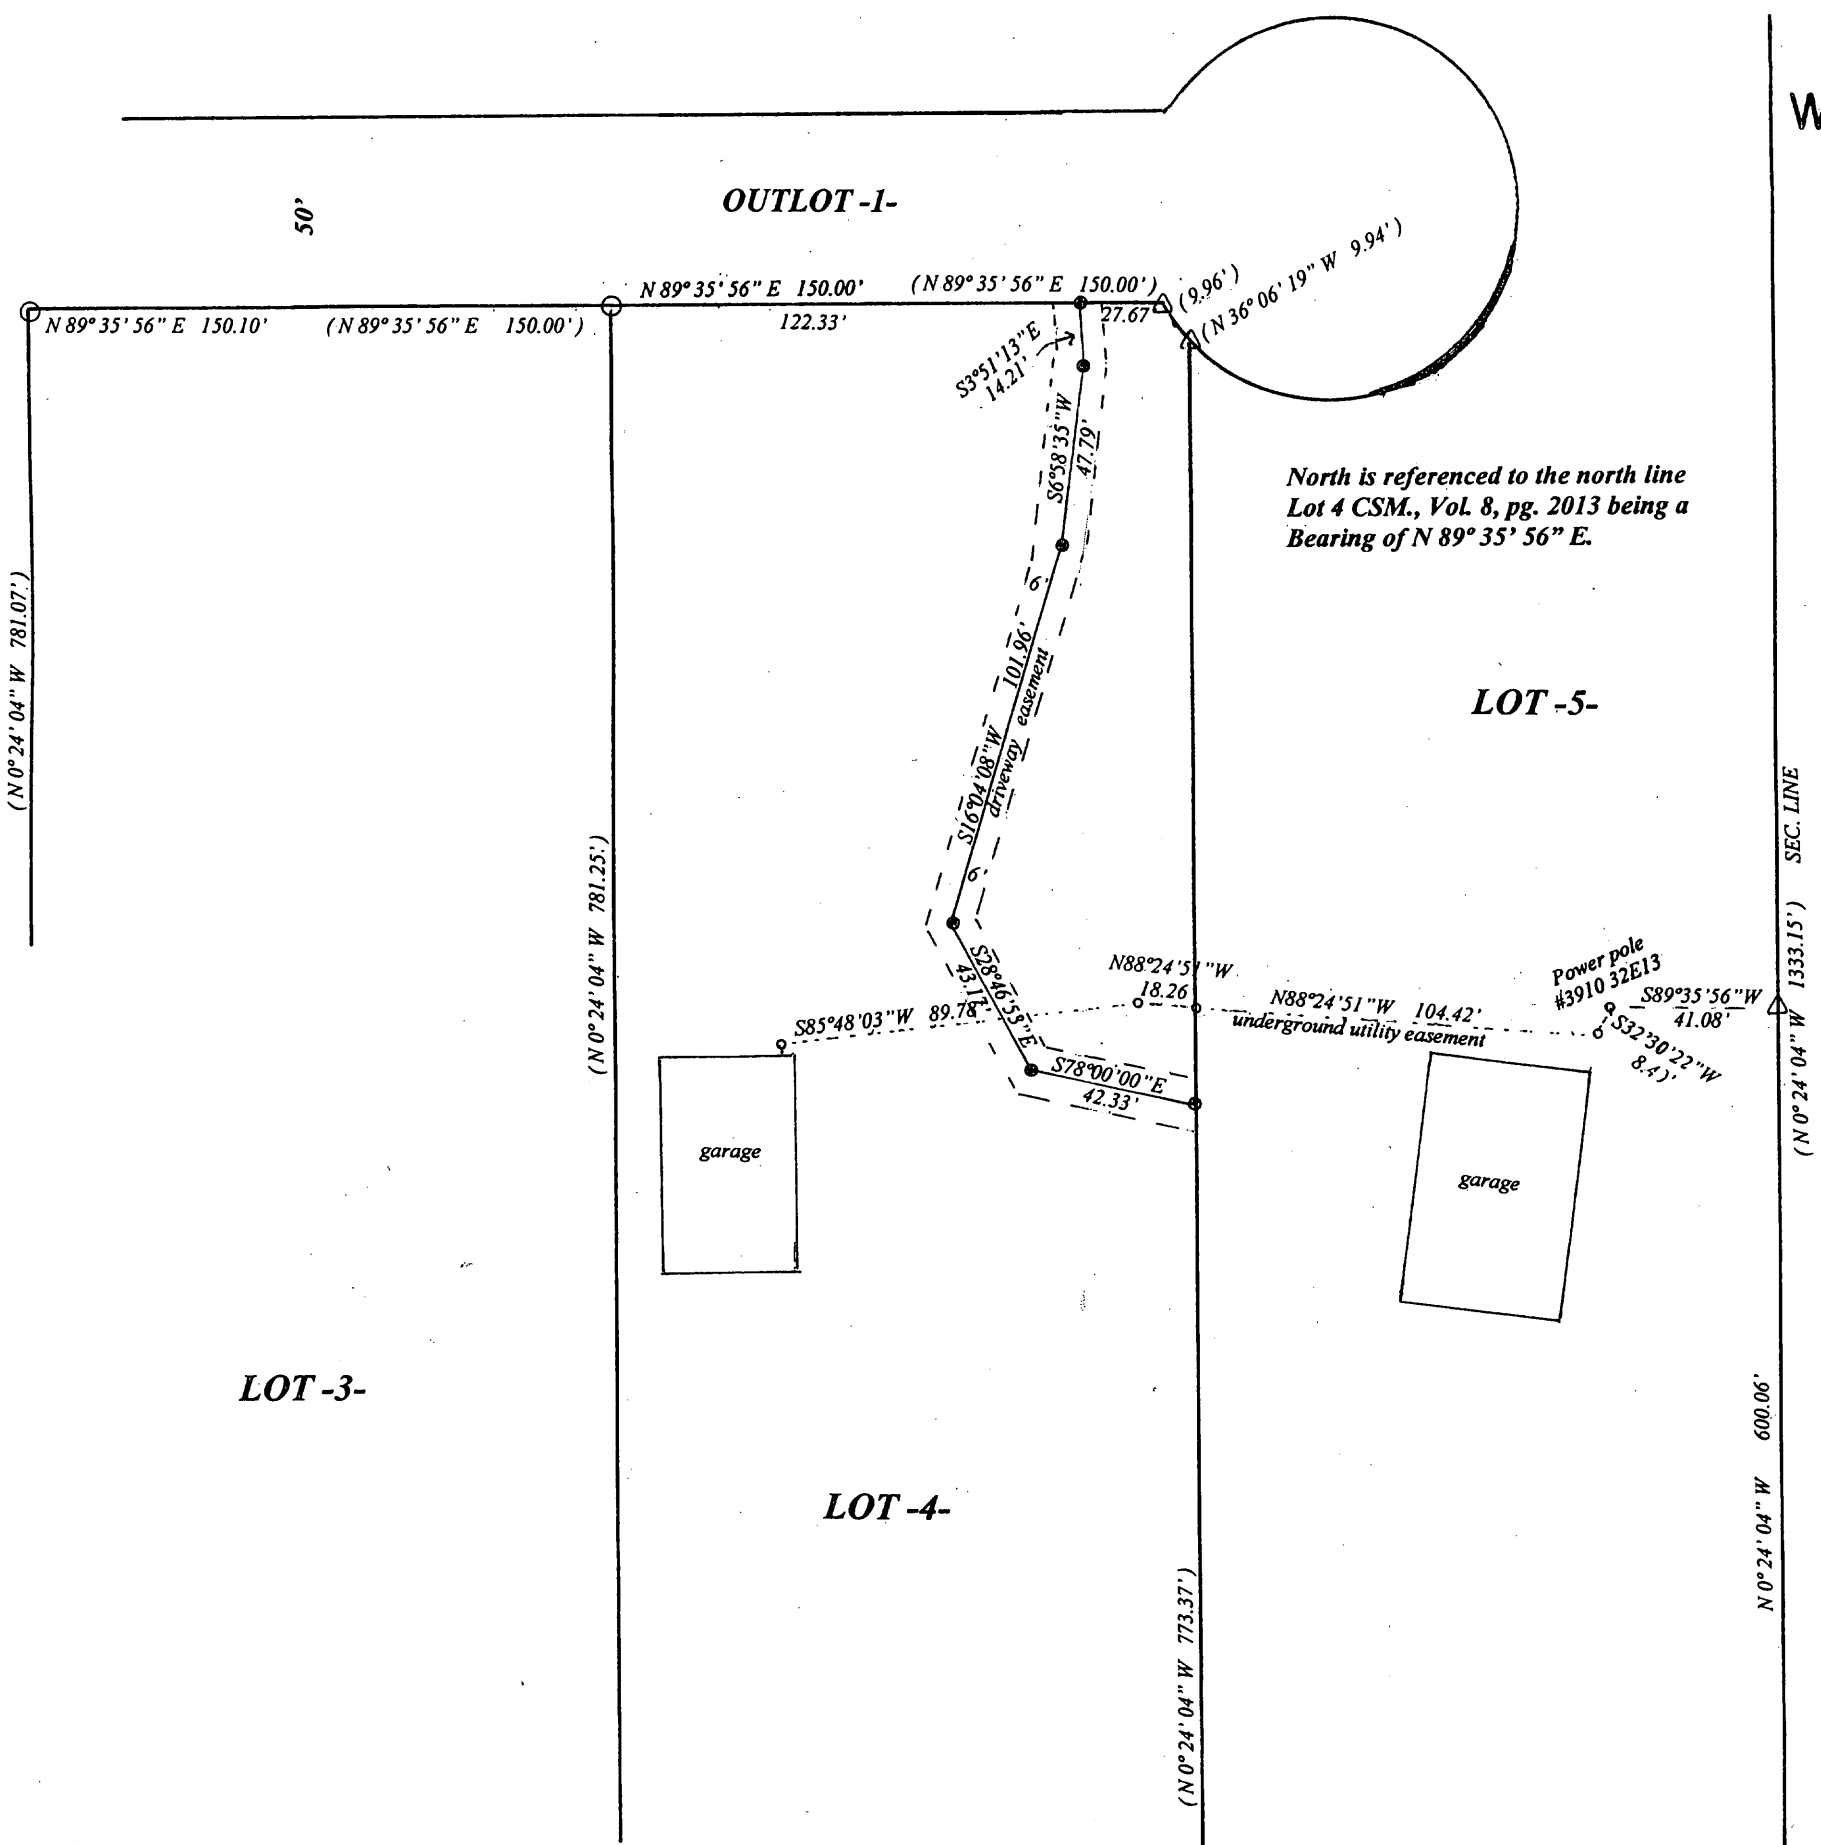 W
OUTLOT -1-
50'
N 89° 35' 56" E 150.00'
(N 89° 35' 56" E 150.00')
122.33'
27.67
(9.96')
(N 36° 06' 19" W 9.94')
N 89° 35' 56" E 150.10'
(N 89° 35' 56" E 150.00')
S3°51'13"E
14.21'
S6°58'35"W
47.79'
North is referenced to the north line
Lot 4 CSM., Vol. 8, pg. 2013 being a
Bearing of N 89° 35' 56" E.
(N 0° 24' 04" W 781.07')
6'
101.96'
S16°04'08"W
driveway easement
6'
LOT -5-
SEC. LINE
(N 0° 24' 04" W 1333.15')
(N 0° 24' 04" W 781.25')
S28°46'53"E
43.13'
N88°24'51"W
18.26
Power pole
#3910 32E13
S89°35'56"W
41.08'
N88°24'51"W 104.42'
underground utility easement
S32°30'22"W
S85°48'03"W 89.78'
S78°00'00"E
42.33'
garage
garage
LOT -3-
LOT -4-
N 0° 24' 04" W 600.06'
(N 0° 24' 04" W 773.37')